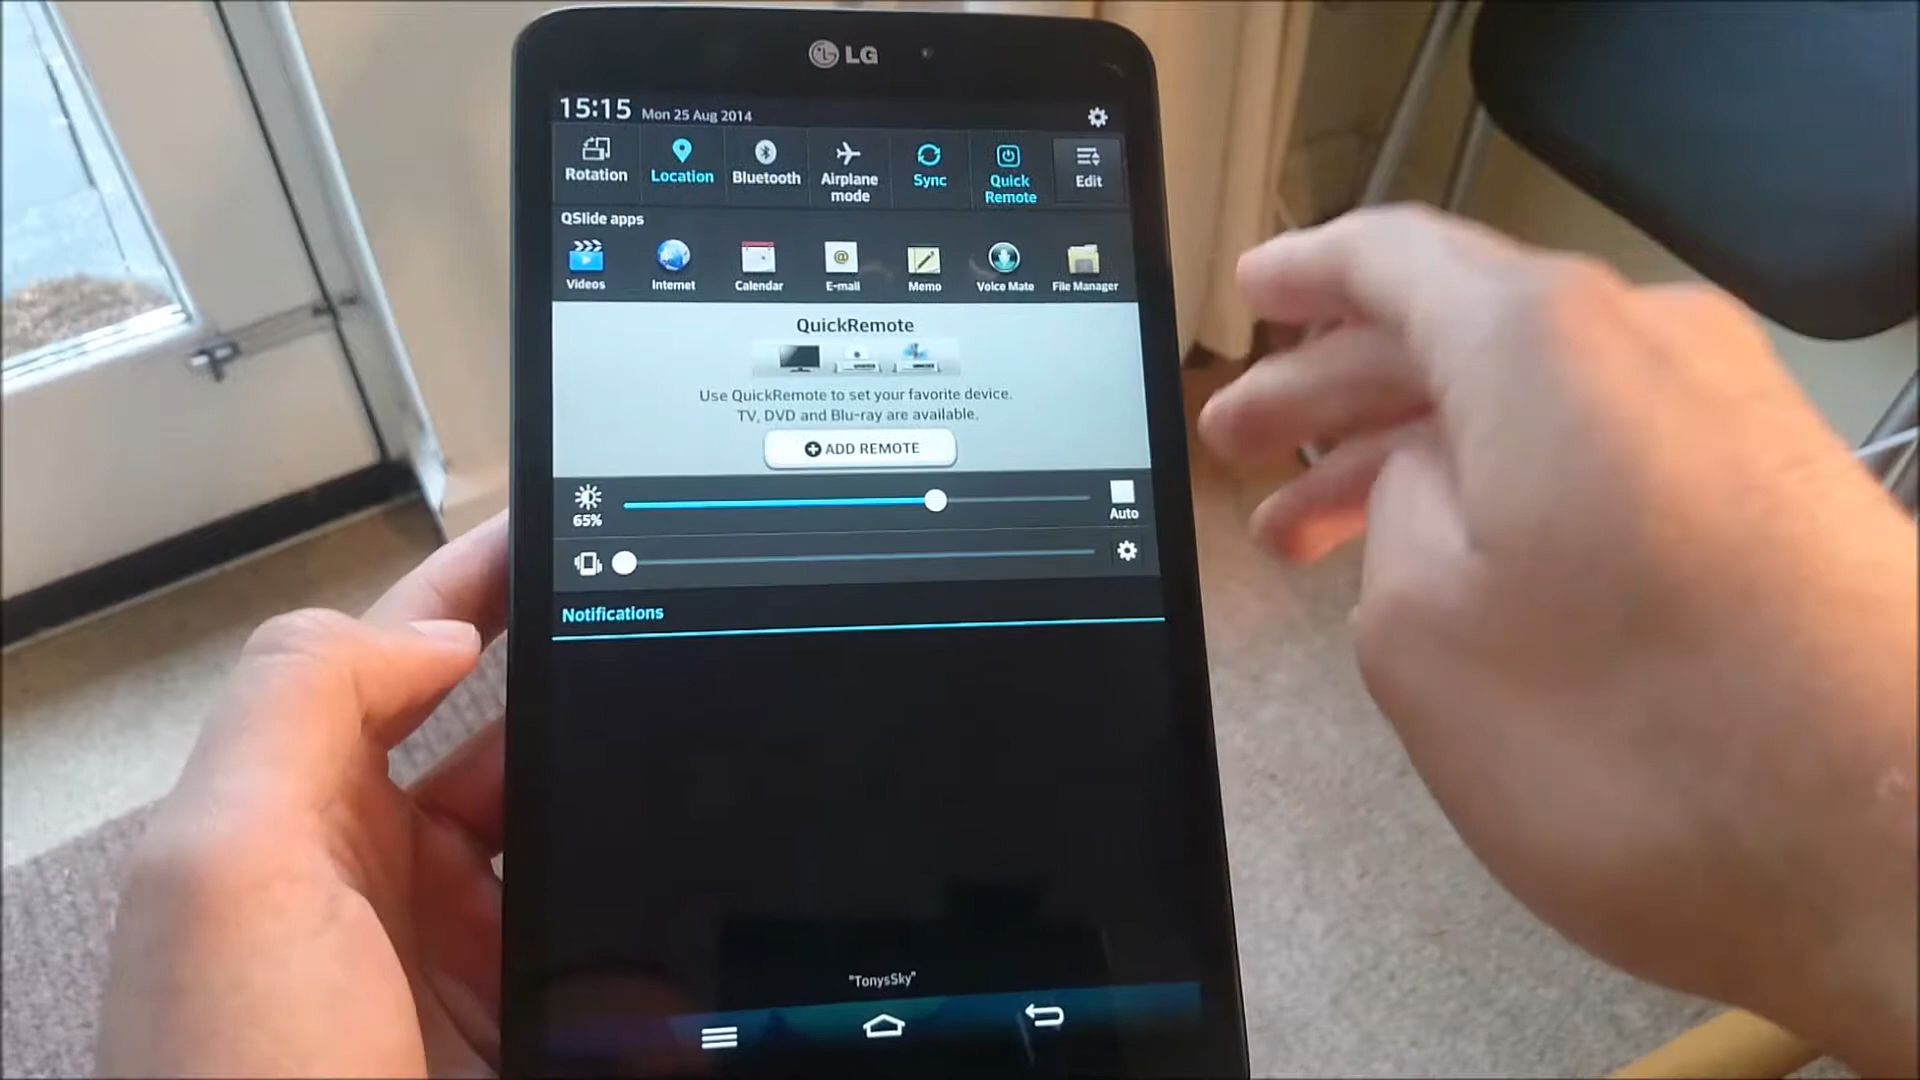 LG
15:15 Mon 25 Aug 2014
Rotation Location Bluetooth Airplane mode Sync Quick Remote Edit
QSlide apps
Videos Internet Calendar E-mail Memo Voice Mate File Manager
QuickRemote
Use QuickRemote to set your favorite device.
TV, DVD and Blu-ray are available.
ADD REMOTE
65% Auto
Notifications
"TonysSky"